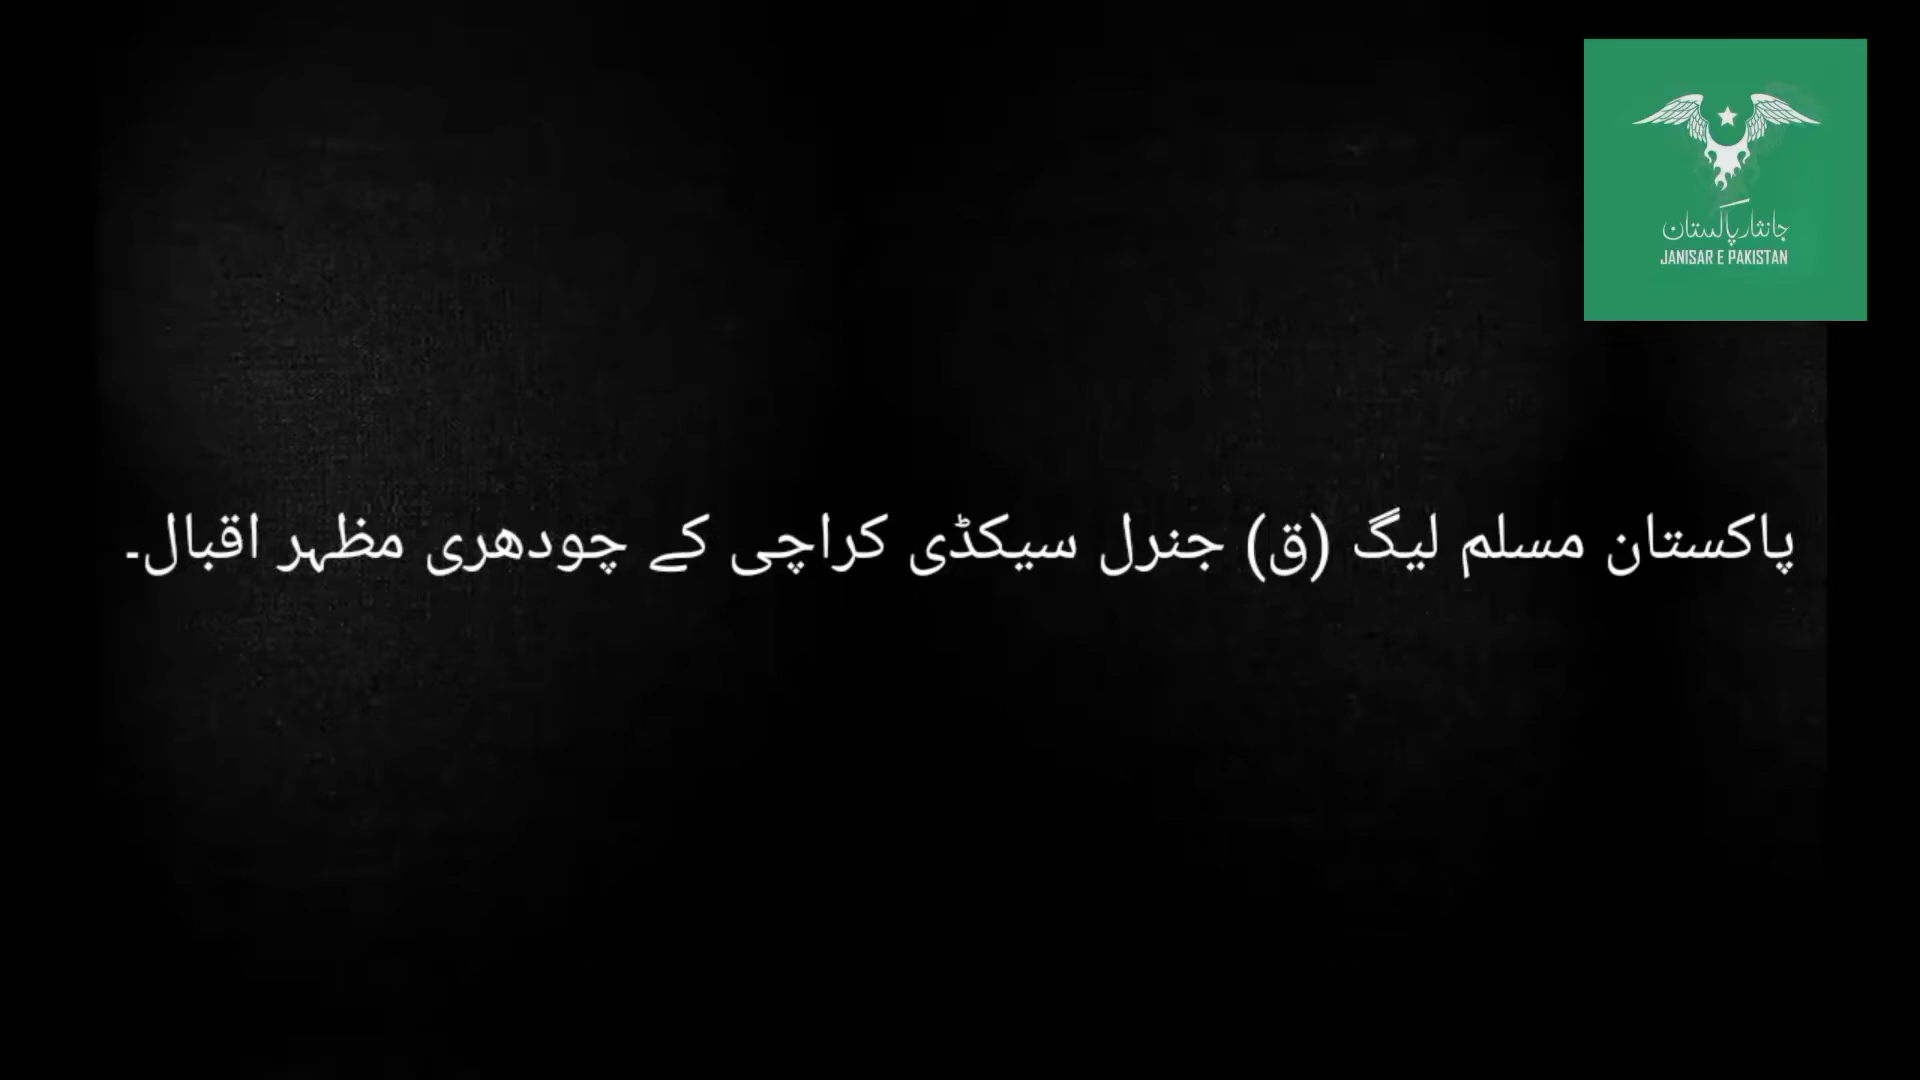 جانثار پاکستان
JANISAR E PAKISTAN
پاکستان مسلم لیگ (ق) جنرل سیکڈی کراچی کے چودھری مظہر اقبال۔